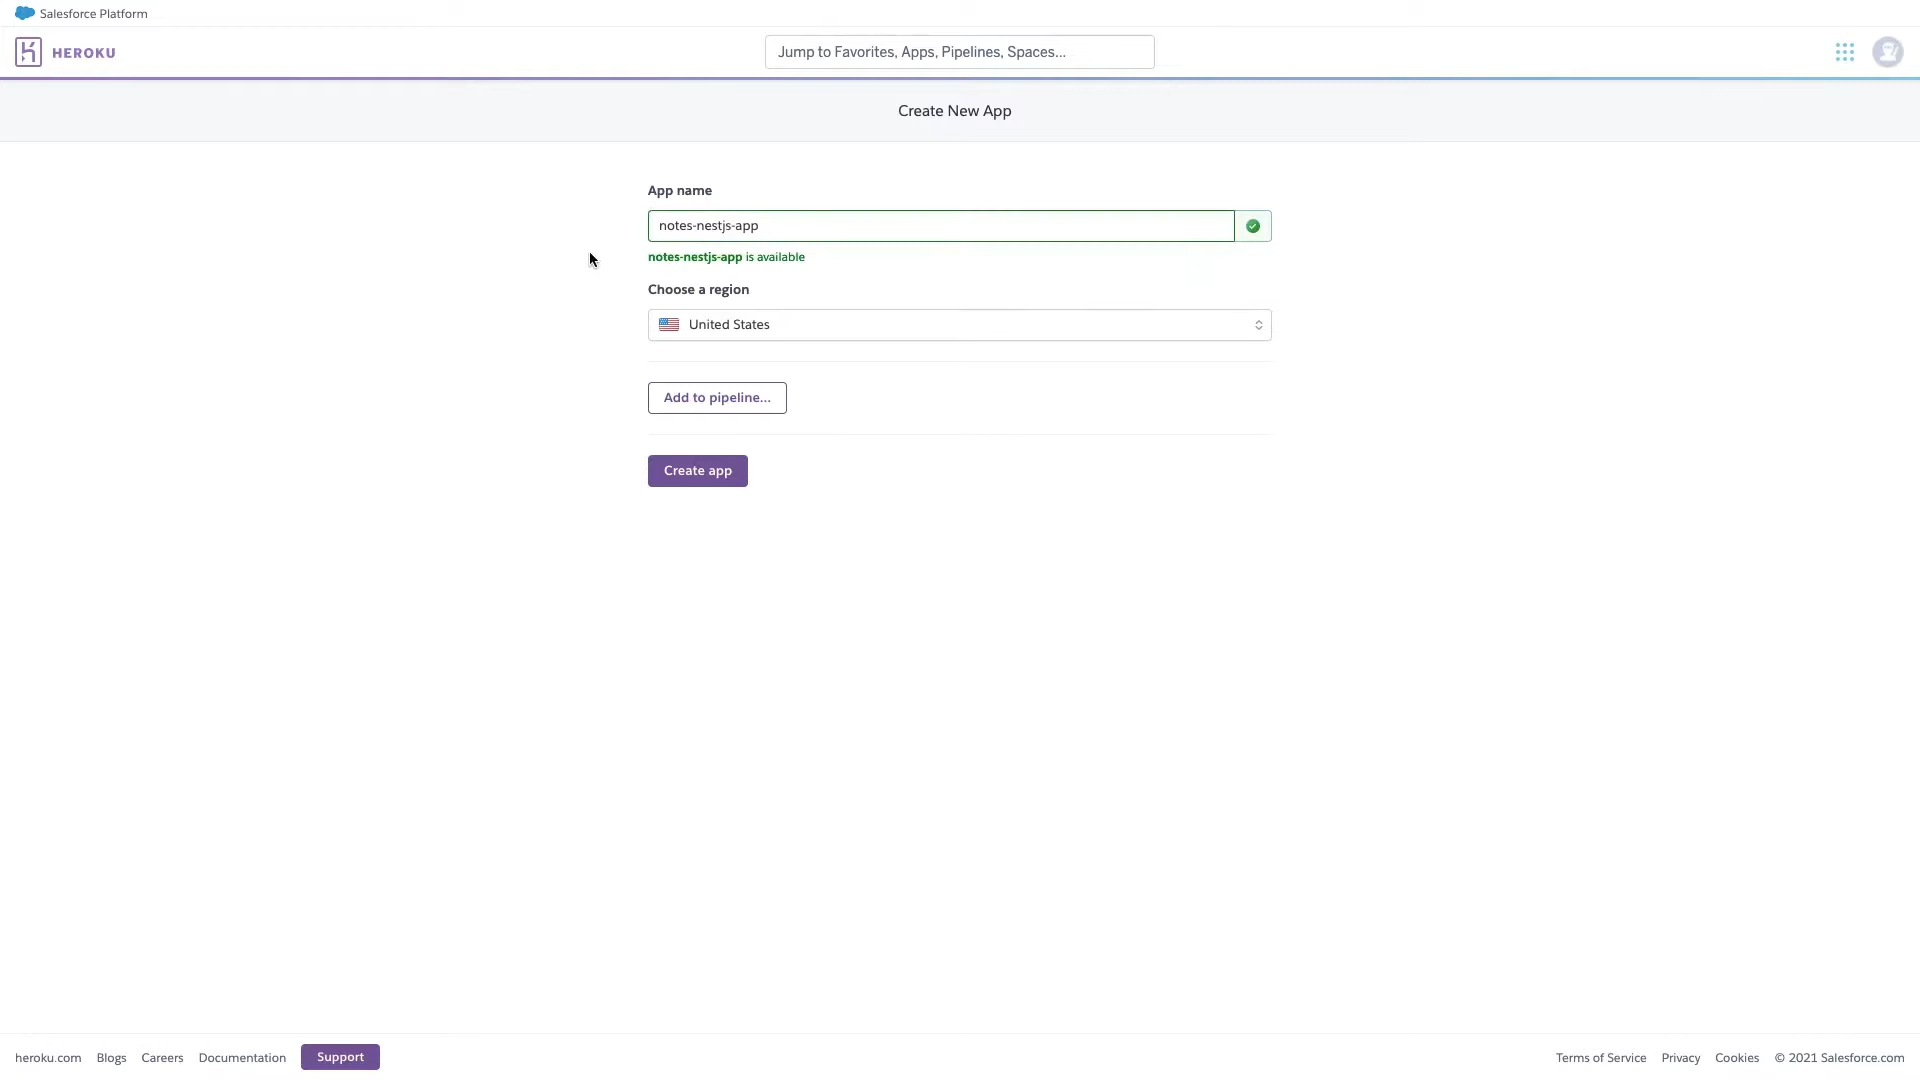 Salesforce Platform
HEROKU
Jump to Favorites, Apps, Pipelines, Spaces...
Create New App
App name
notes-nestjs-app
notes-nestjs-app is available
Choose a region
United States
Add to pipeline...
Create app
heroku.com Blogs Careers Documentation Support Terms of Service Privacy Cookies © 2021 Salesforce.com